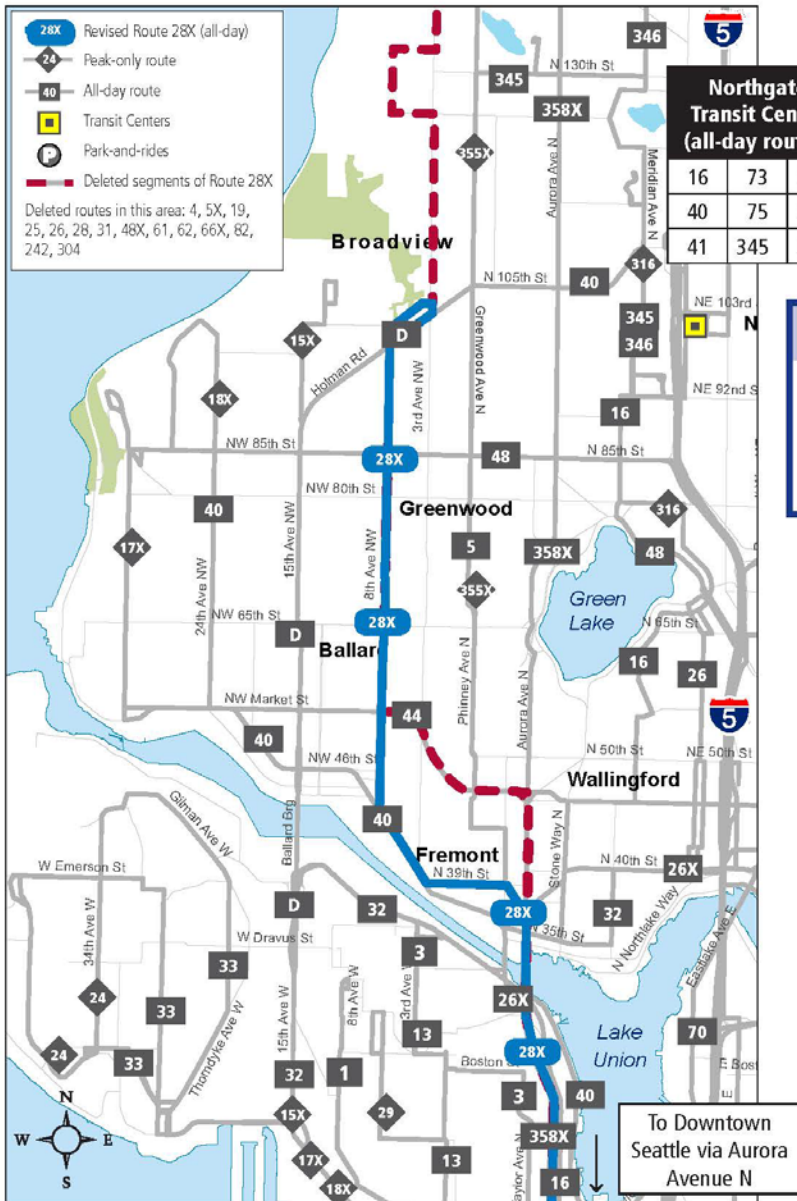 28X Revised Route 28X (all-day)
24 Peak-only route
40 All-day route
Transit Centers
P Park-and-rides
Deleted segments of Route 28X
Deleted routes in this area: 4, 5X, 19,
25, 26, 28, 31, 48X, 61, 62, 66X, 82,
242, 304
346
5
N 130th St
345
358X
Northgat
Transit Cen
(all-day rout
16 73
40 75
41 345
355X
Aurora Ave N
Meridian Ave N
Broadview
316
N 105th St
40
NE 103rd
N
345
346
D
15X
Holman Rd
3rd Ave NW
Greenwood Ave N
NE 92nd S
18X
16
NW 85th St
28X
48
N 85th St
NW 80th St
40
Greenwood
316
17X
15th Ave NW
8th Ave NW
5
358X
48
24th Ave NW
355X
Green
Lake
NW 65th St
28X
N 65th St
D
Ballar
16
26
Phinney Ave N
Aurora Ave N
NW Market St
44
5
40
NW 46th St
N 50th St
NE 50th St
Wallingford
Gilman Ave W
Ballard Brg
40
Stone Way N
Fremont
N 40th St
26X
W Emerson St
N 39th St
D
32
28X
N 35th St
32
N Northlake Way
Eastlake Ave E
34th Ave W
W Dravus St
3
3rd Ave W
33
24
33
8th Ave W
26X
Lake
Union
70
Thorndyke Ave W
15th Ave W
13
28X
24
33
Boston S
E Bost
32
1
3
40
N
W E
S
15X
29
358X
To Downtown
Seattle via Aurora
Avenue N
17X
13
aylor Ave N
18X
16